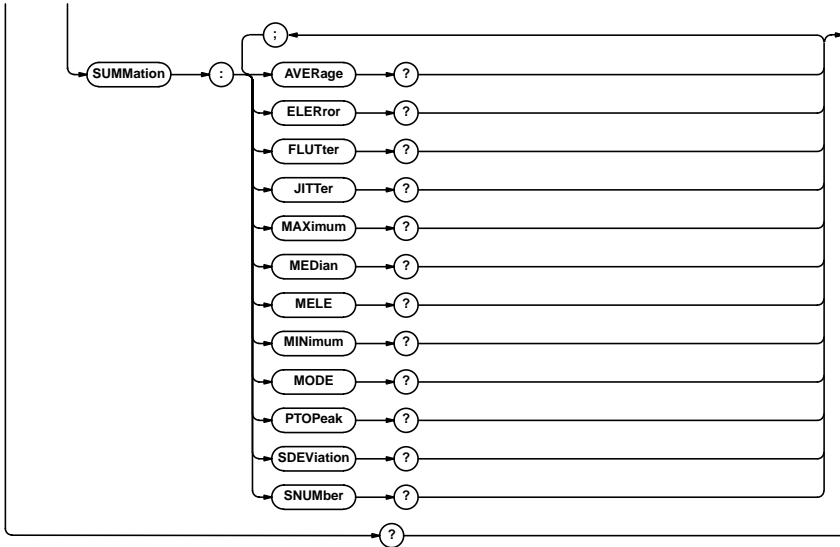 ;
SUMMation : AVERage ?
ELERror ?
FLUTter ?
JITTer ?
MAXimum ?
MEDian ?
MELE ?
MINimum ?
MODE ?
PTOPeak ?
SDEViation ?
SNUMber ?
?